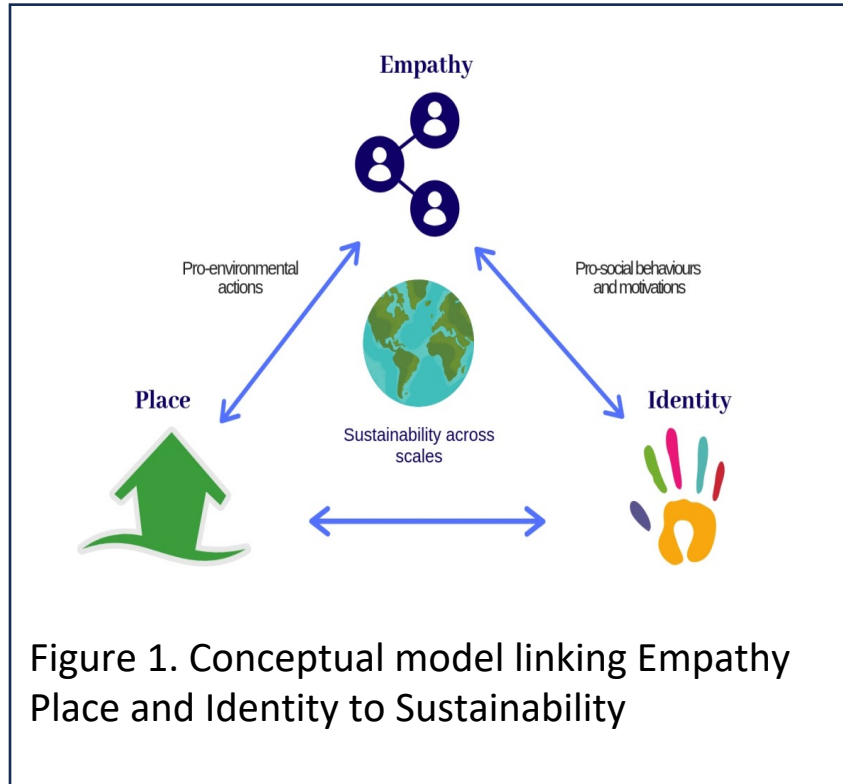 Empathy
Pro-environmental
actions
Pro-social behaviours
and motivations
Place
Identity
Sustainability across
scales
Figure 1. Conceptual model linking Empathy
Place and Identity to Sustainability